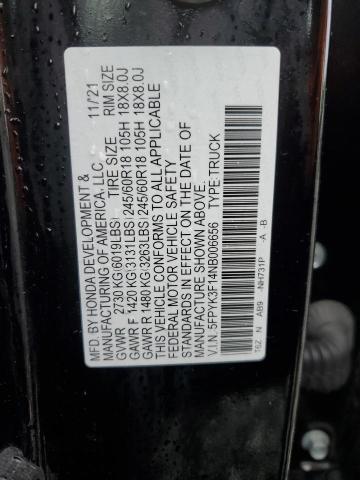 MFD. BY HONDA DEVELOPMENT & 11/21
MANUFACTURING OF AMERICA, LLC.
GVWR 2730 KG(6019LBS) TIRE SIZE RIM SIZE
GAWR F 1420 KG(3131LBS)245/60R18 105H 18X8.0J
GAWR R 1480 KG(3263LBS)245/60R18 105H 18X8.0J
THIS VEHICLE CONFORMS TO ALL APPLICABLE
FEDERAL MOTOR VEHICLE SAFETY
STANDARDS IN EFFECT ON THE DATE OF
MANUFACTURE SHOWN ABOVE.
V.I.N.: 5FPYK3F14NB006656 TYPE:TRUCK
T6Z N AB9 -NH731P -A -B